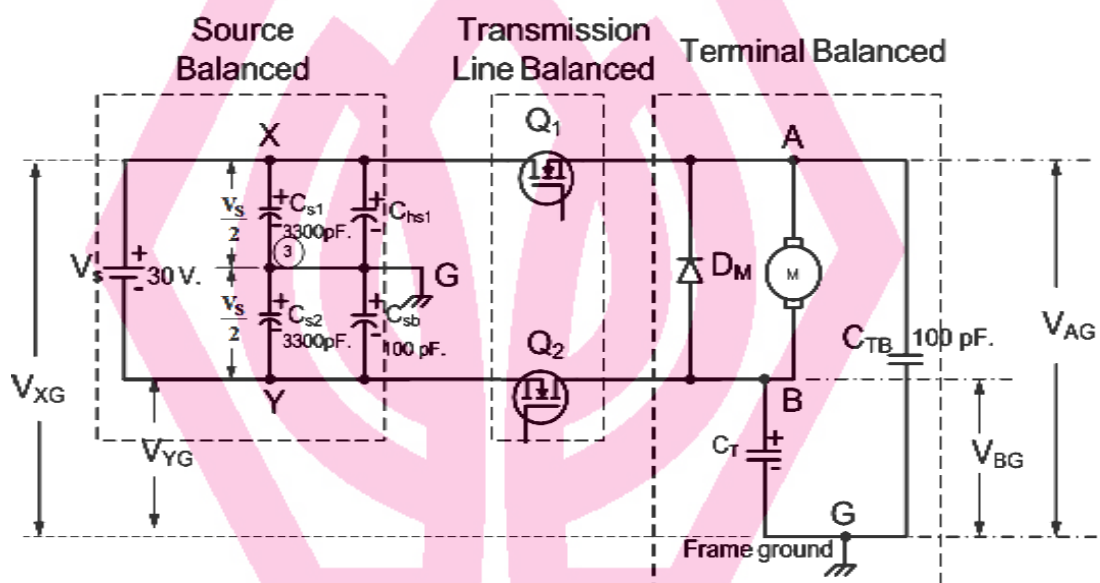 Source
Balanced
Transmission
Line Balanced
Terminal Balanced
X
Q1
A
Vs/2
+ Cs1
- 3300pF.
+ Chs1
-
3
Vs
+
- 30 V.
G
DM
M
Vs/2
+ Cs2
- 3300pF.
+ Csb
- 100 pF.
Q2
CTB
100 pF.
VAG
VXG
Y
B
VYG
CT
+
-
VBG
G
Frame ground